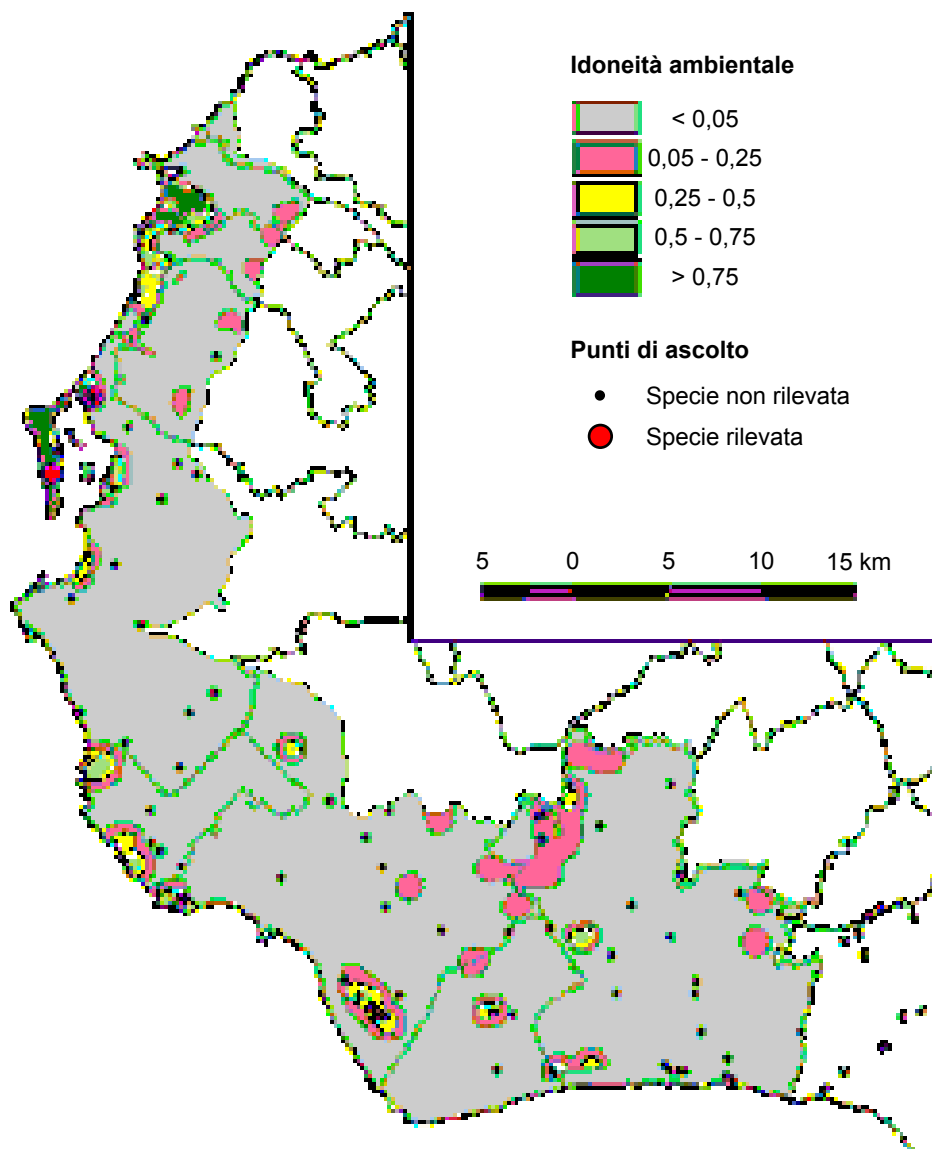 Idoneità ambientale
< 0,05
0,05 - 0,25
0,25 - 0,5
0,5 - 0,75
> 0,75
Punti di ascolto
Specie non rilevata
Specie rilevata
5 0 5 10 15 km